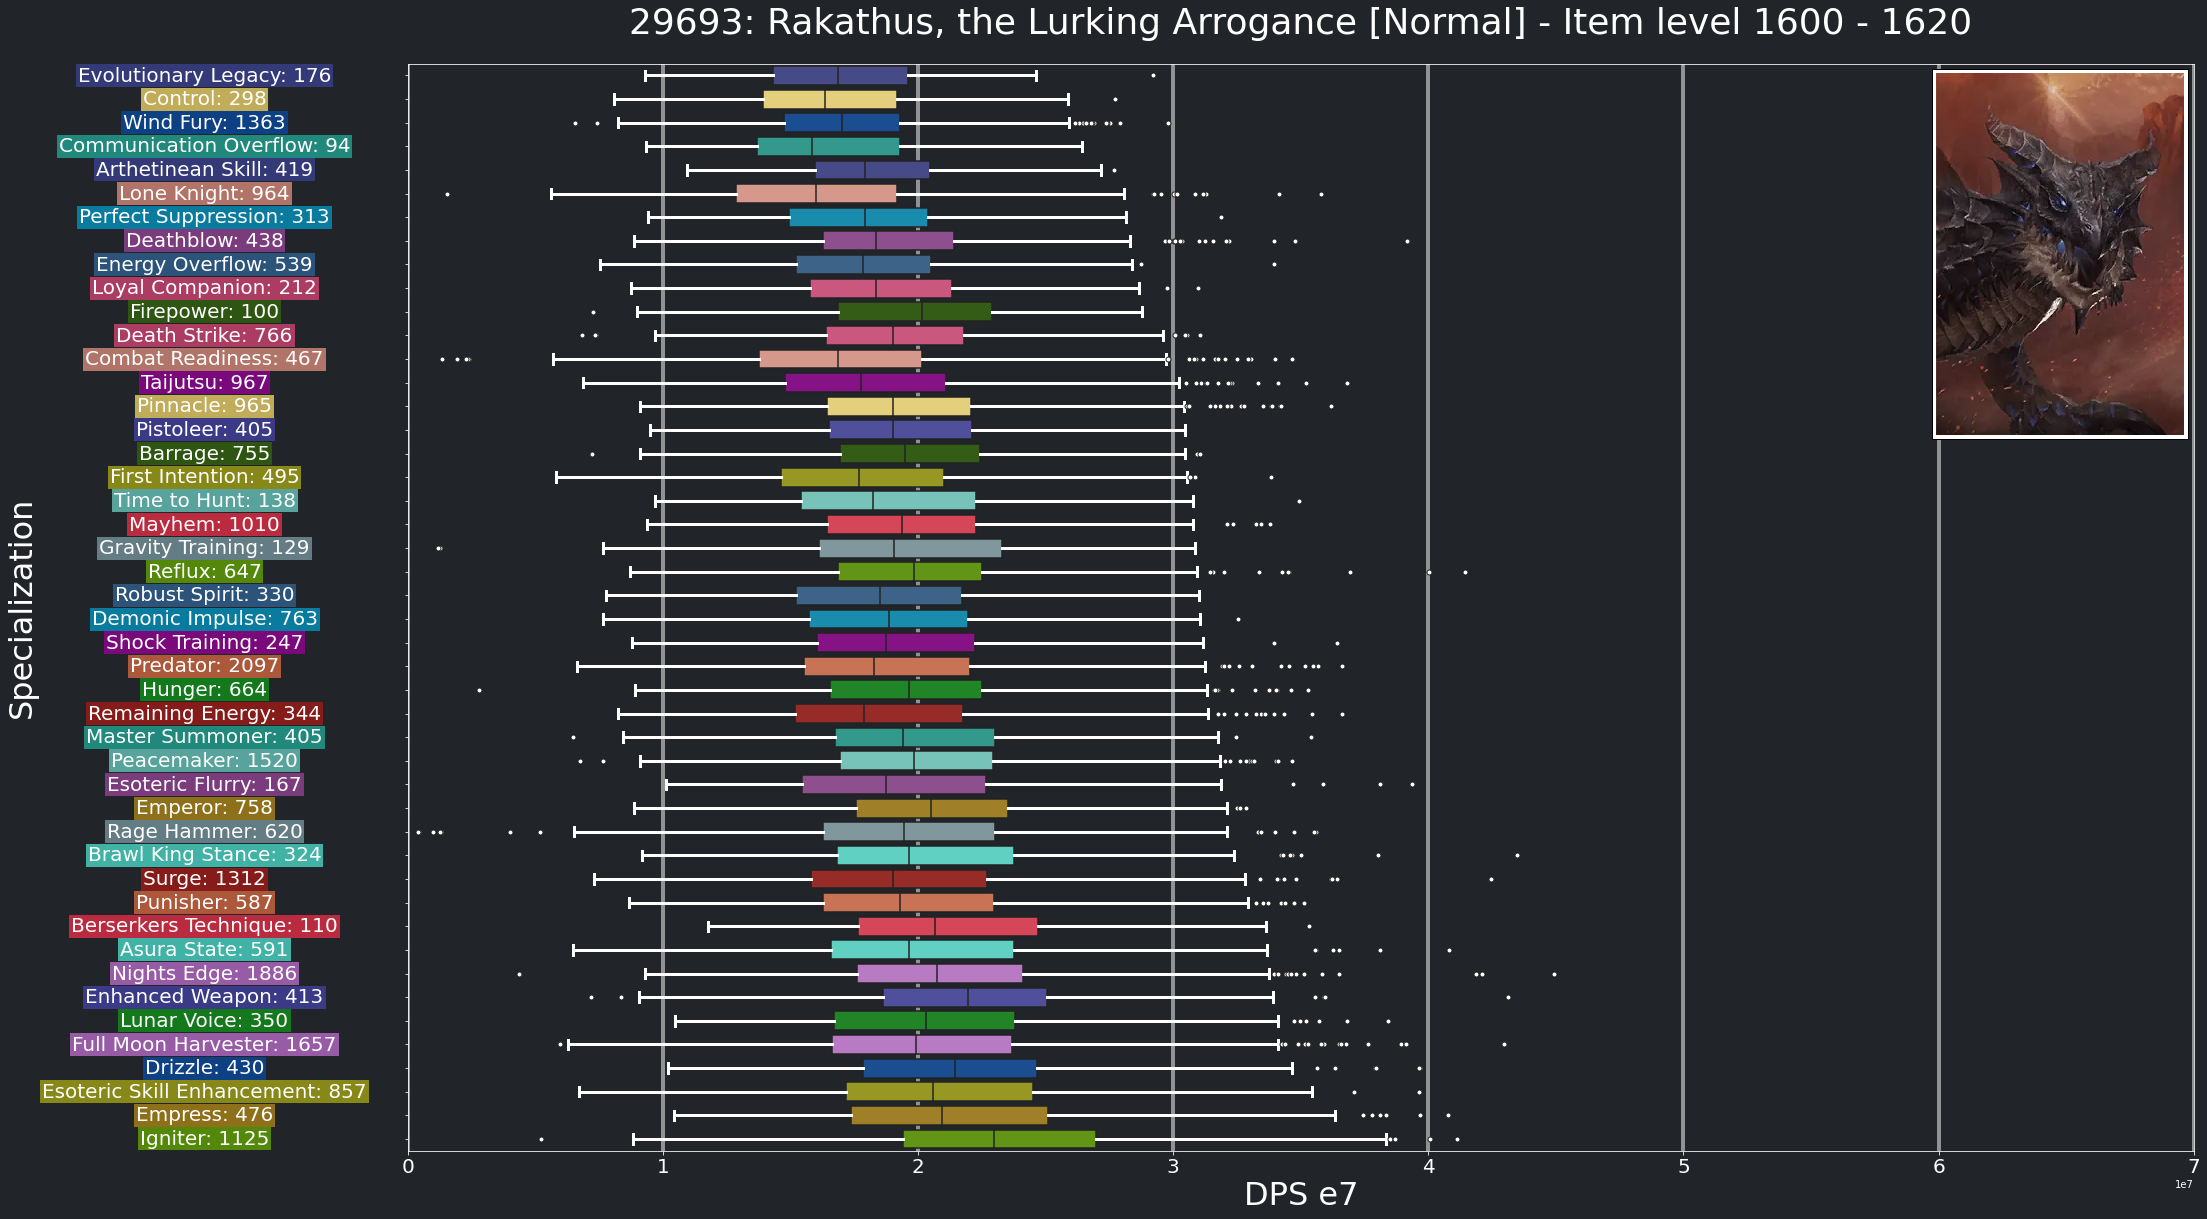 29693: Rakathus, the Lurking Arrogance [Normal] - Item level 1600 - 1620
Specialization
Evolutionary Legacy: 176
Control: 298
Wind Fury: 1363
Communication Overflow: 94
Arthetinean Skill: 419
Lone Knight: 964
Perfect Suppression: 313
Deathblow: 438
Energy Overflow: 539
Loyal Companion: 212
Firepower: 100
Death Strike: 766
Combat Readiness: 467
Taijutsu: 967
Pinnacle: 965
Pistoleer: 405
Barrage: 755
First Intention: 495
Time to Hunt: 138
Mayhem: 1010
Gravity Training: 129
Reflux: 647
Robust Spirit: 330
Demonic Impulse: 763
Shock Training: 247
Predator: 2097
Hunger: 664
Remaining Energy: 344
Master Summoner: 405
Peacemaker: 1520
Esoteric Flurry: 167
Emperor: 758
Rage Hammer: 620
Brawl King Stance: 324
Surge: 1312
Punisher: 587
Berserkers Technique: 110
Asura State: 591
Nights Edge: 1886
Enhanced Weapon: 413
Lunar Voice: 350
Full Moon Harvester: 1657
Drizzle: 430
Esoteric Skill Enhancement: 857
Empress: 476
Igniter: 1125
0 1 2 3 4 5 6 7
1e7
DPS e7